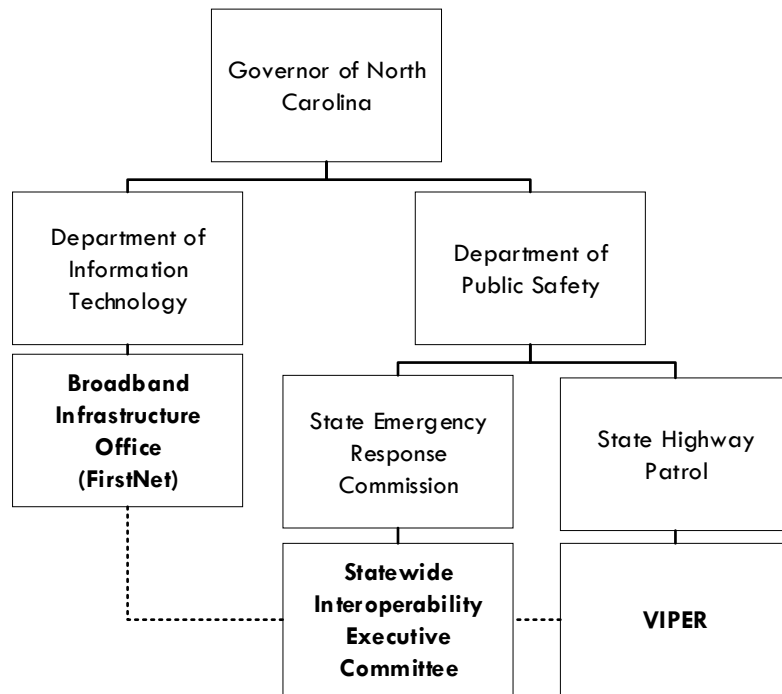 Governor of North
Carolina
Department of
Information
Technology
Department of
Public Safety
Broadband
Infrastructure
Office
(FirstNet)
State Emergency
Response
Commission
State Highway
Patrol
Statewide
Interoperability
Executive
Committee
VIPER